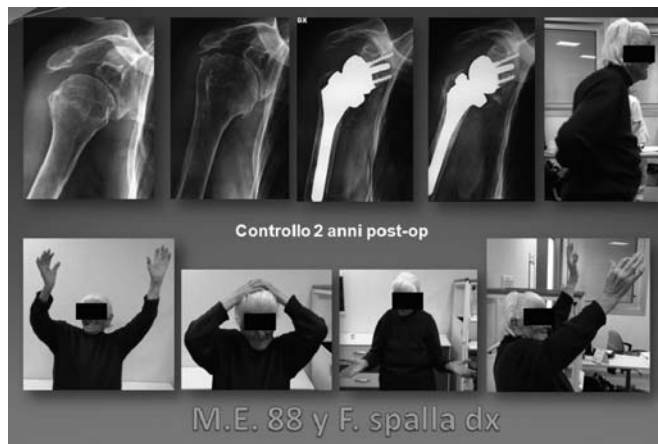 DX
Controllo 2 anni post-op
M.E. 88 y F. spalla dx